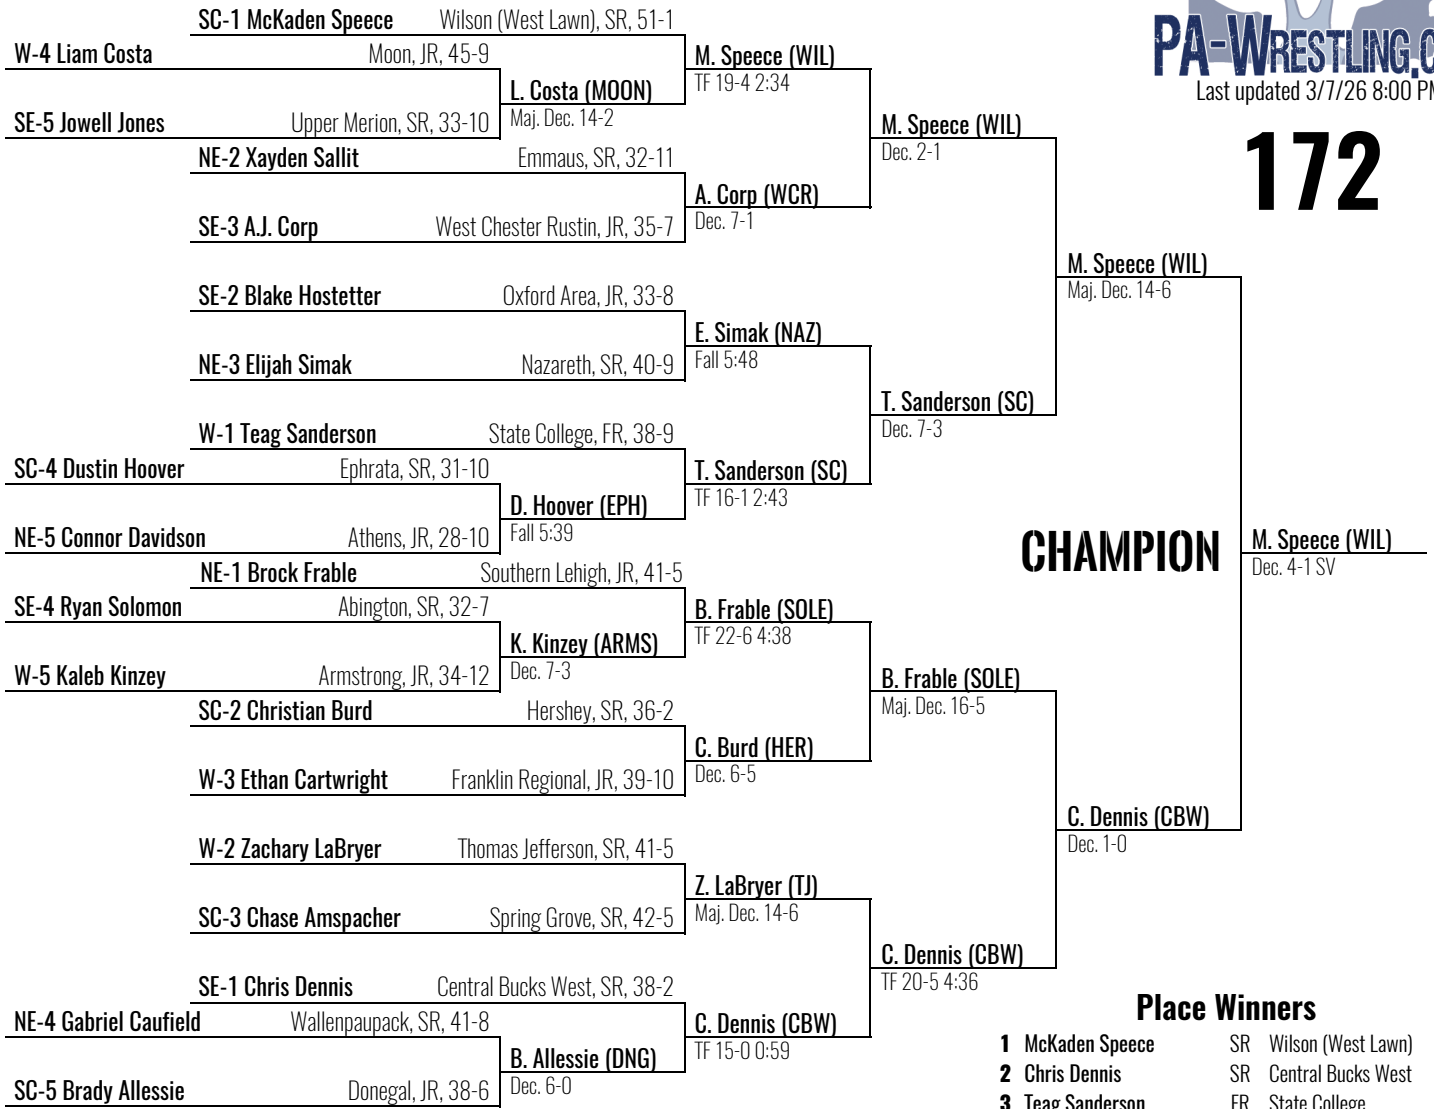 SC-1 McKaden Speece Wilson (West Lawn), SR, 51-1
W-4 Liam Costa Moon, JR, 45-9
M. Speece (WIL)
TF 19-4 2:34
L. Costa (MOON)
Maj. Dec. 14-2
SE-5 Jowell Jones Upper Merion, SR, 33-10
M. Speece (WIL)
Dec. 2-1
NE-2 Xayden Sallit Emmaus, SR, 32-11
A. Corp (WCR)
Dec. 7-1
SE-3 A.J. Corp West Chester Rustin, JR, 35-7
PA-WRESTLING.C
Last updated 3/7/26 8:00 PM
172
M. Speece (WIL)
Maj. Dec. 14-6
SE-2 Blake Hostetter Oxford Area, JR, 33-8
E. Simak (NAZ)
Fall 5:48
NE-3 Elijah Simak Nazareth, SR, 40-9
T. Sanderson (SC)
Dec. 7-3
W-1 Teag Sanderson State College, FR, 38-9
SC-4 Dustin Hoover Ephrata, SR, 31-10
T. Sanderson (SC)
TF 16-1 2:43
D. Hoover (EPH)
Fall 5:39
NE-5 Connor Davidson Athens, JR, 28-10
CHAMPION
M. Speece (WIL)
Dec. 4-1 SV
NE-1 Brock Frable Southern Lehigh, JR, 41-5
SE-4 Ryan Solomon Abington, SR, 32-7
B. Frable (SOLE)
TF 22-6 4:38
K. Kinzey (ARMS)
Dec. 7-3
W-5 Kaleb Kinzey Armstrong, JR, 34-12
B. Frable (SOLE)
Maj. Dec. 16-5
SC-2 Christian Burd Hershey, SR, 36-2
C. Burd (HER)
Dec. 6-5
W-3 Ethan Cartwright Franklin Regional, JR, 39-10
C. Dennis (CBW)
Dec. 1-0
W-2 Zachary LaBryer Thomas Jefferson, SR, 41-5
Z. LaBryer (TJ)
Maj. Dec. 14-6
SC-3 Chase Amspacher Spring Grove, SR, 42-5
C. Dennis (CBW)
TF 20-5 4:36
SE-1 Chris Dennis Central Bucks West, SR, 38-2
NE-4 Gabriel Caufield Wallenpaupack, SR, 41-8
C. Dennis (CBW)
TF 15-0 0:59
B. Allessie (DNG)
Dec. 6-0
SC-5 Brady Allessie Donegal, JR, 38-6
Place Winners
1 McKaden Speece SR Wilson (West Lawn)
2 Chris Dennis SR Central Bucks West
3 Teag Sanderson FR State College